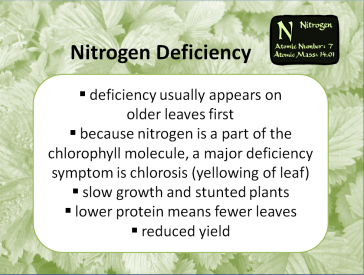 N Nitrogen
Atomic Number: 7
Atomic Mass: 14.01
Nitrogen Deficiency
▪ deficiency usually appears on
older leaves first
▪ because nitrogen is a part of the
chlorophyll molecule, a major deficiency
symptom is chlorosis (yellowing of leaf)
▪ slow growth and stunted plants
▪ lower protein means fewer leaves
▪ reduced yield